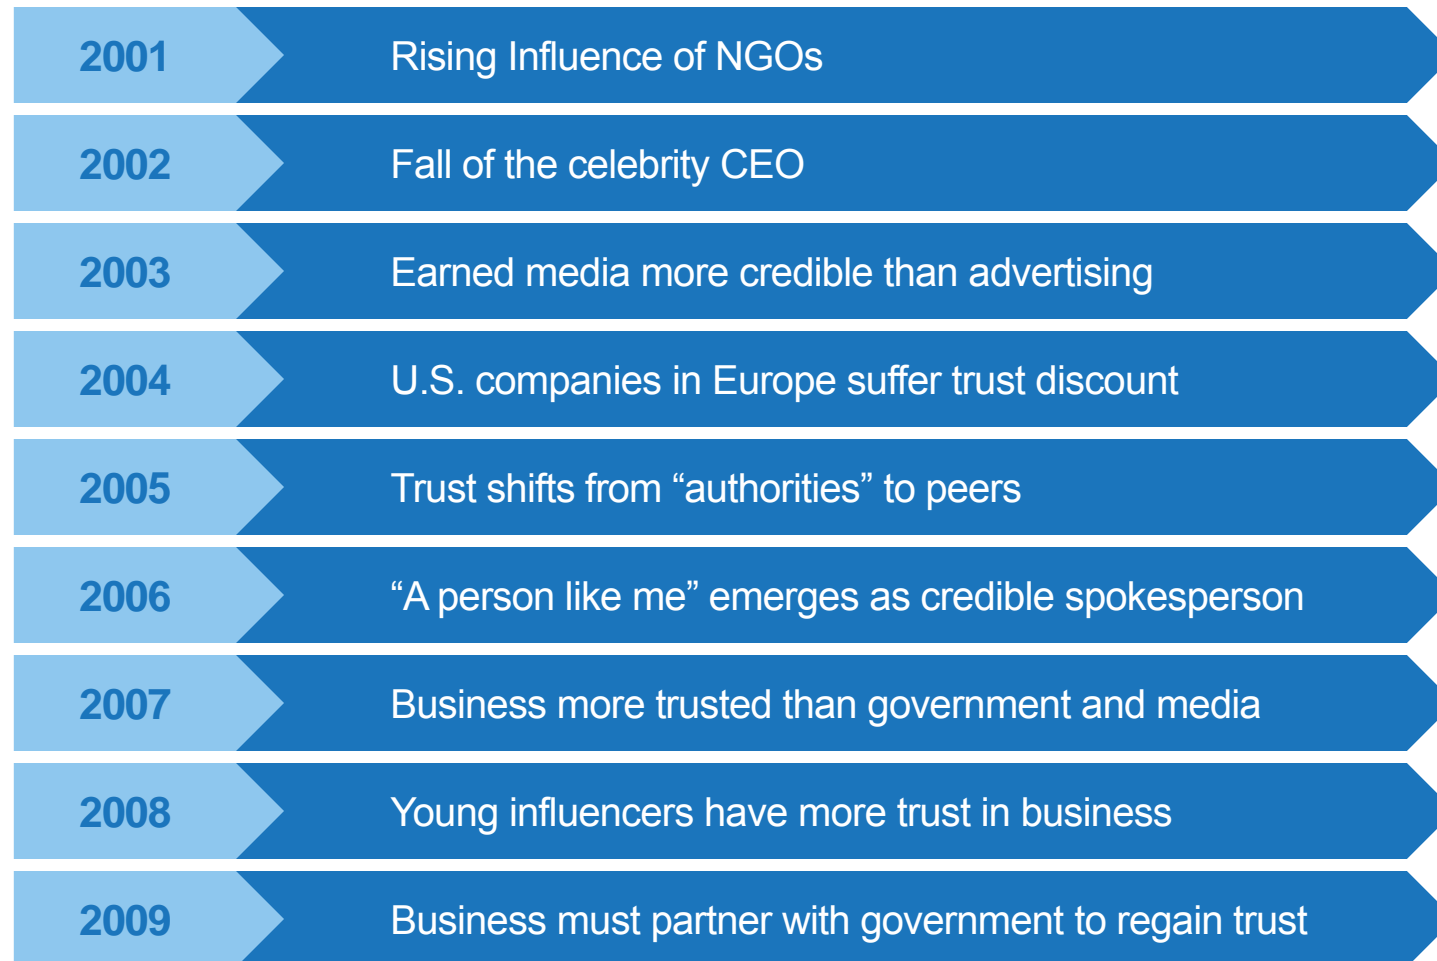 2001 Rising Influence of NGOs
2002 Fall of the celebrity CEO
2003 Earned media more credible than advertising
2004 U.S. companies in Europe suffer trust discount
2005 Trust shifts from “authorities” to peers
2006 “A person like me” emerges as credible spokesperson
2007 Business more trusted than government and media
2008 Young influencers have more trust in business
2009 Business must partner with government to regain trust